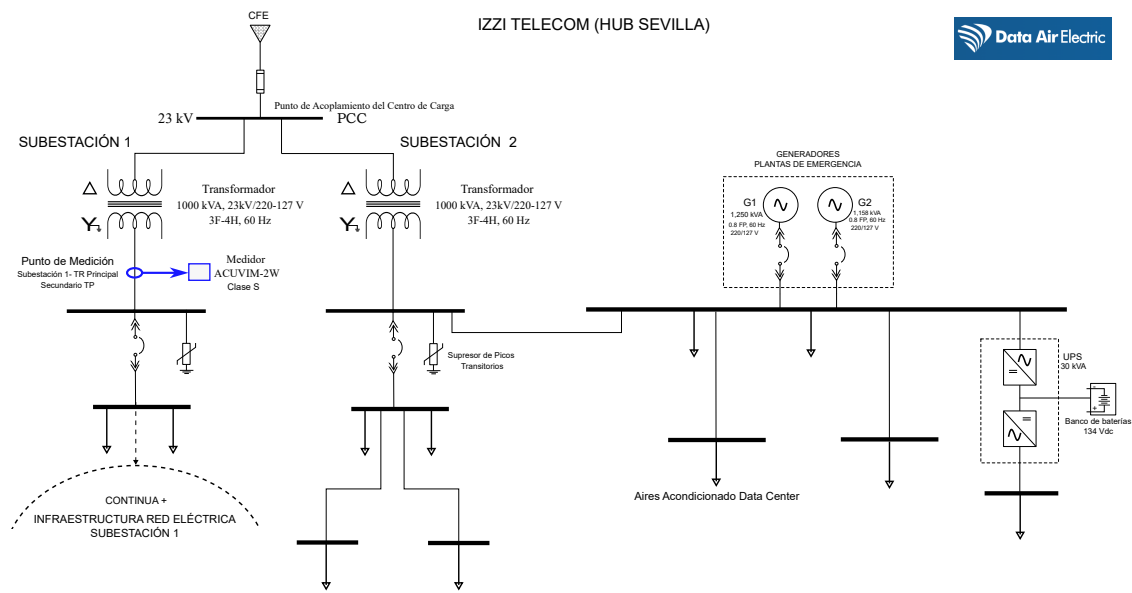 CFE
IZZI TELECOM (HUB SEVILLA)
Data Air Electric
Punto de Acoplamiento del Centro de Carga
23 kV
PCC
SUBESTACIÓN 1
SUBESTACIÓN 2
Transformador
1000 kVA, 23kV/220-127 V
3F-4H, 60 Hz
Transformador
1000 kVA, 23kV/220-127 V
3F-4H, 60 Hz
GENERADORES
PLANTAS DE EMERGENCIA
G1
1,250 kVA
0.8 FP, 60 Hz
220/127 V
G2
1,158 kVA
0.8 FP, 60 Hz
220/127 V
Punto de Medición
Subestación 1- TR Principal
Secundario TP
Medidor
ACUVIM-2W
Clase S
Supresor de Picos
Transitorios
UPS
30 kVA
-
+
Banco de baterías
134 Vdc
Aires Acondicionado Data Center
CONTINUA +
INFRAESTRUCTURA RED ELÉCTRICA
SUBESTACIÓN 1